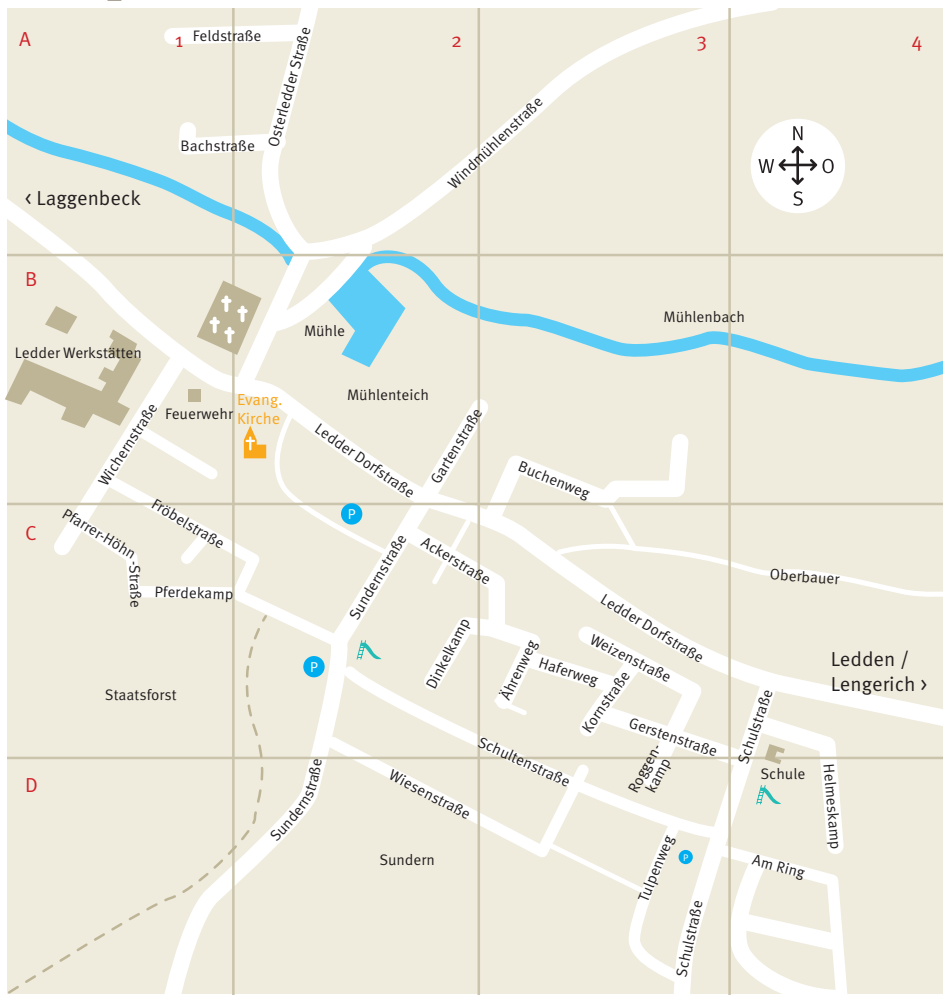 A
1
2
3
4
Feldstraße
Osterledder Straße
Bachstraße
Windmühlenstraße
N
W
O
S
‹ Laggenbeck
B
Mühle
Mühlenbach
Ledder Werkstätten
Mühlenteich
Feuerwehr
Evang.
Kirche
Wichernstraße
Ledder Dorfstraße
Gartenstraße
Buchenweg
C
P
Pfarrer-Höhn
-Straße
Fröbelstraße
Pferdekamp
Sundernstraße
Ackerstraße
Oberbauer
Ledder Dorfstraße
Dinkelkamp
Ährenweg
Haferweg
Weizenstraße
Kornstraße
Gerstenstraße
Ledden /
Lengerich ›
P
Staatsforst
Schultenstraße
Roggen-
kamp
Schulstraße
D
Schule
Helmeskamp
Sundernstraße
Wiesenstraße
Sundern
Tulpenweg
P
Am Ring
Schulstraße